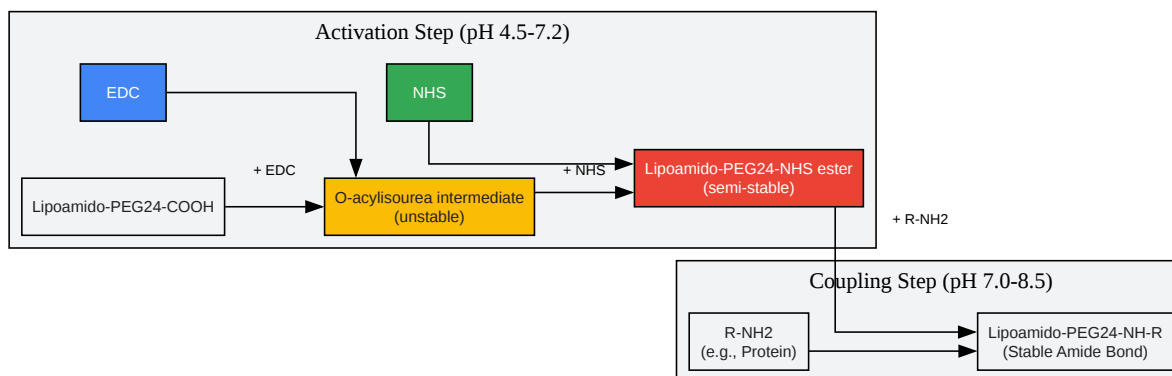 Activation Step (pH 4.5-7.2)
EDC
NHS
+ EDC
+ NHS
Lipoamido-PEG24-COOH
O-acylisourea intermediate
(unstable)
Lipoamido-PEG24-NHS ester
(semi-stable)
+ R-NH2
Coupling Step (pH 7.0-8.5)
R-NH2
(e.g., Protein)
Lipoamido-PEG24-NH-R
(Stable Amide Bond)